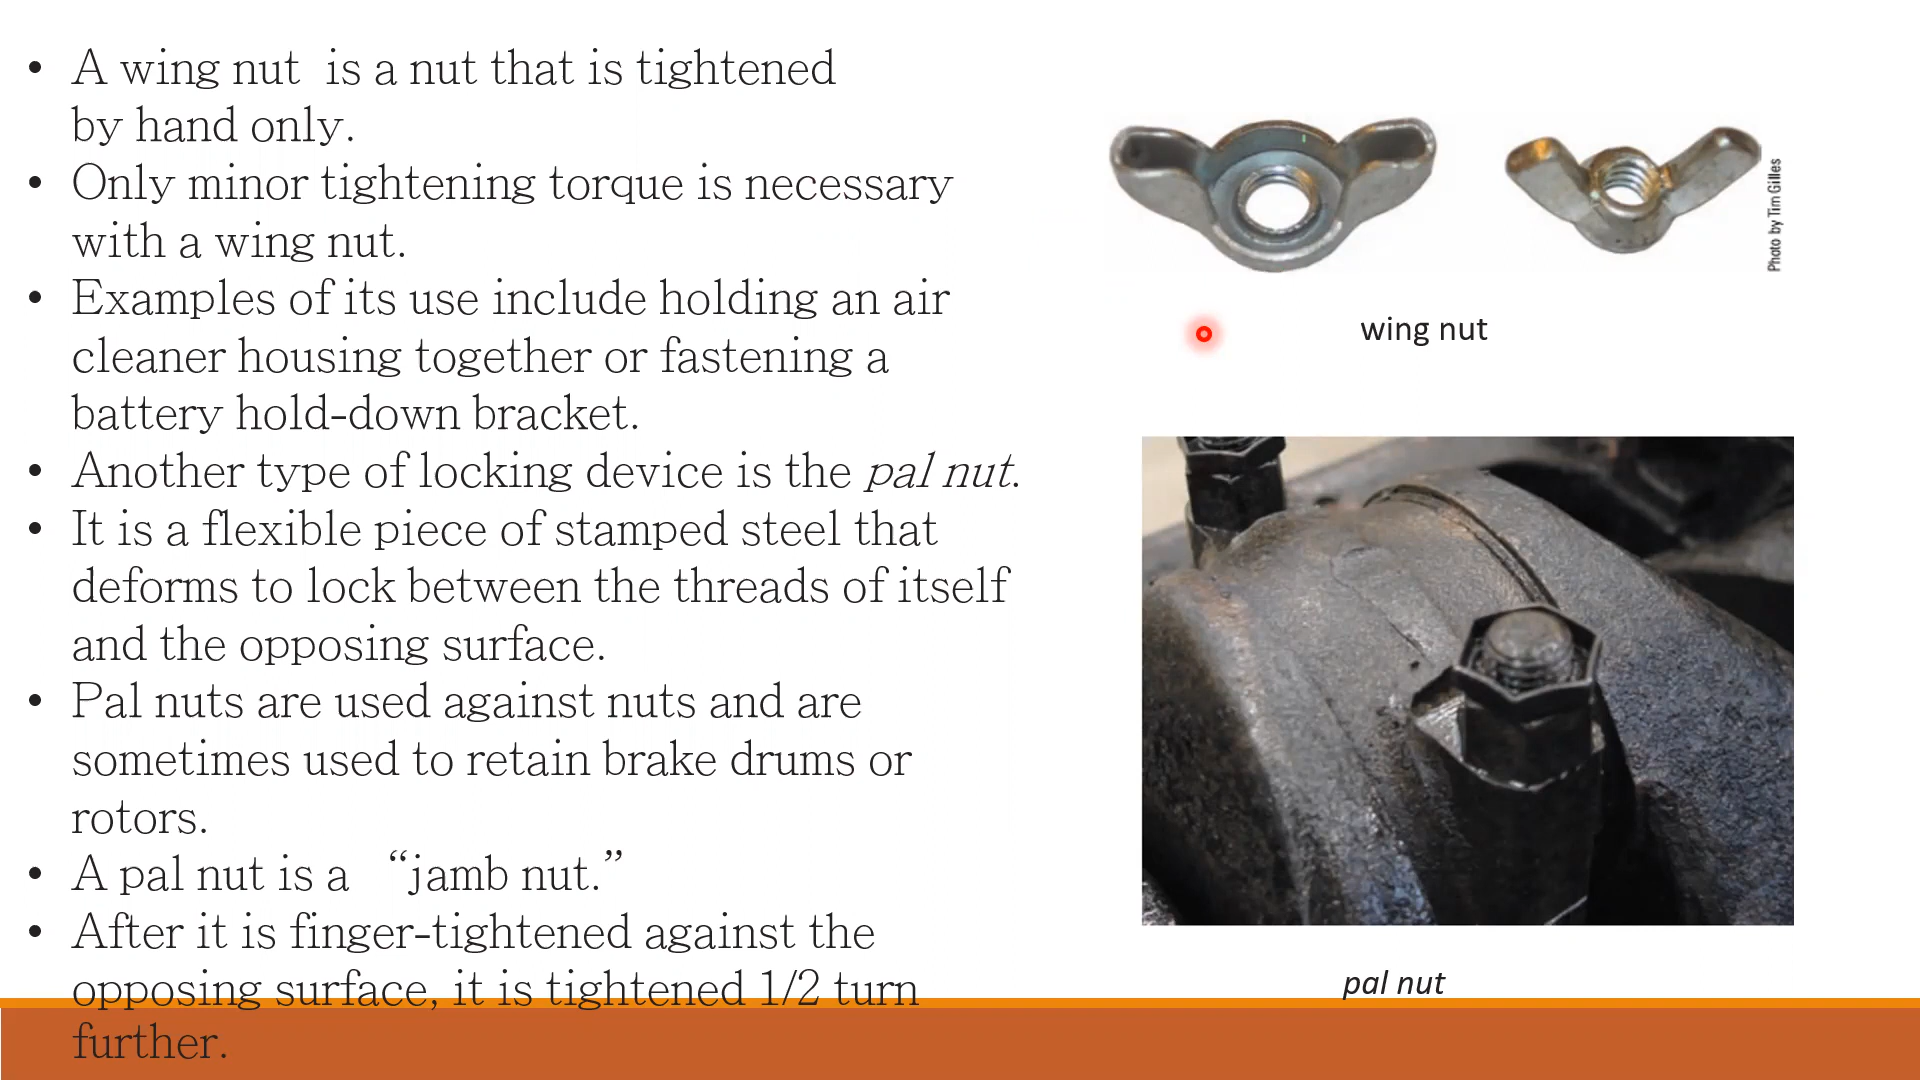 • A wing nut  is a nut that is tightened
by hand only.
• Only minor tightening torque is necessary
with a wing nut.
• Examples of its use include holding an air
cleaner housing together or fastening a
battery hold-down bracket.
• Another type of locking device is the pal nut.
• It is a flexible piece of stamped steel that
deforms to lock between the threads of itself
and the opposing surface.
• Pal nuts are used against nuts and are
sometimes used to retain brake drums or
rotors.
• A pal nut is a  “jamb nut.”
• After it is finger-tightened against the
opposing surface, it is tightened 1/2 turn
further.
Photo by Tim Gilles
wing nut
pal nut